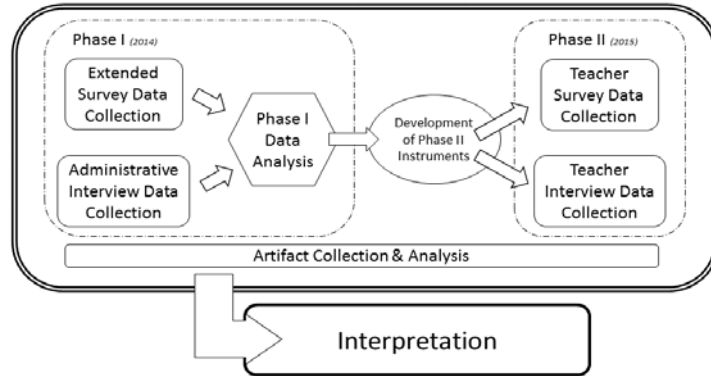 Phase I (2014)
Extended
Survey Data
Collection
Administrative
Interview Data
Collection
Phase I
Data
Analysis
Development
of Phase II
Instruments
Phase II (2015)
Teacher
Survey Data
Collection
Teacher
Interview Data
Collection
Artifact Collection & Analysis
Interpretation